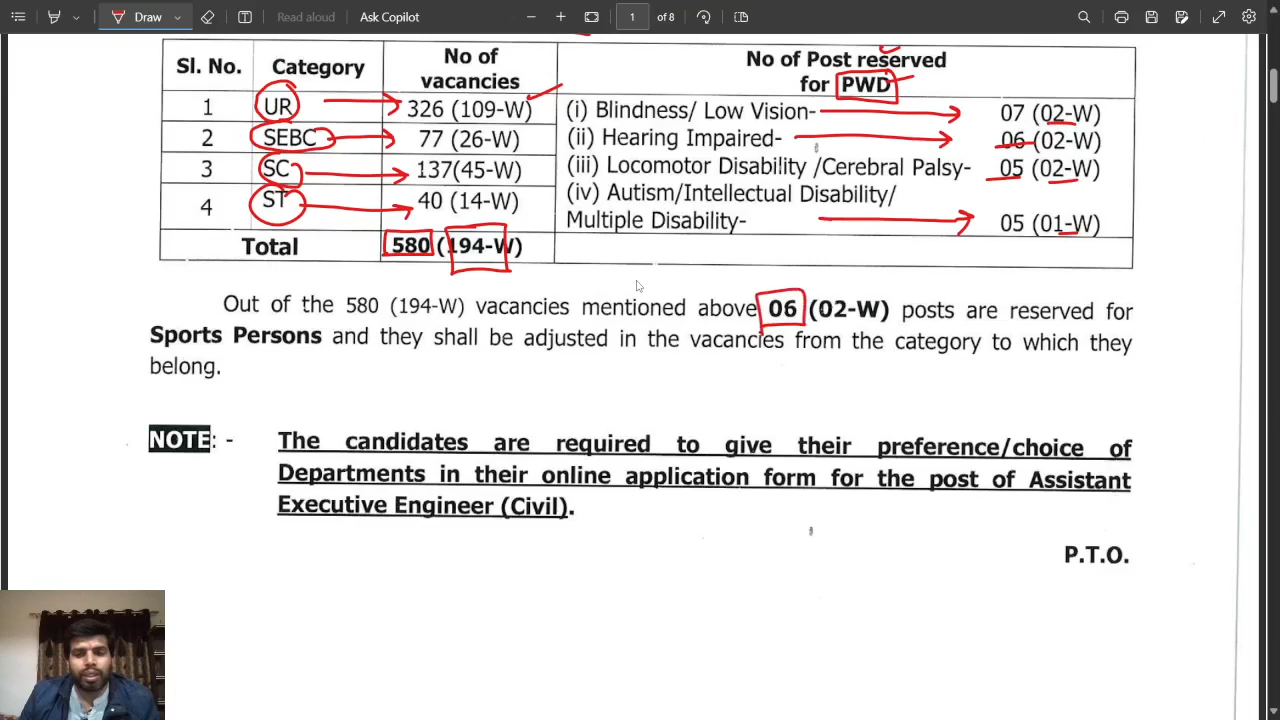 Draw
Read aloud
Ask Copilot
1 of 8
Sl. No. Category No of vacancies No of Post reserved for PWD
1 UR 326 (109-W) (i) Blindness/ Low Vision- 07 (02-W)
2 SEBC 77 (26-W) (ii) Hearing Impaired- 06 (02-W)
3 SC 137(45-W) (iii) Locomotor Disability /Cerebral Palsy- 05 (02-W)
4 ST 40 (14-W) (iv) Autism/Intellectual Disability/
Multiple Disability- 05 (01-W)
Total 580 (194-W)
Out of the 580 (194-W) vacancies mentioned above 06 (02-W) posts are reserved for
Sports Persons and they shall be adjusted in the vacancies from the category to which they
belong.
NOTE: - The candidates are required to give their preference/choice of
Departments in their online application form for the post of Assistant
Executive Engineer (Civil).
P.T.O.